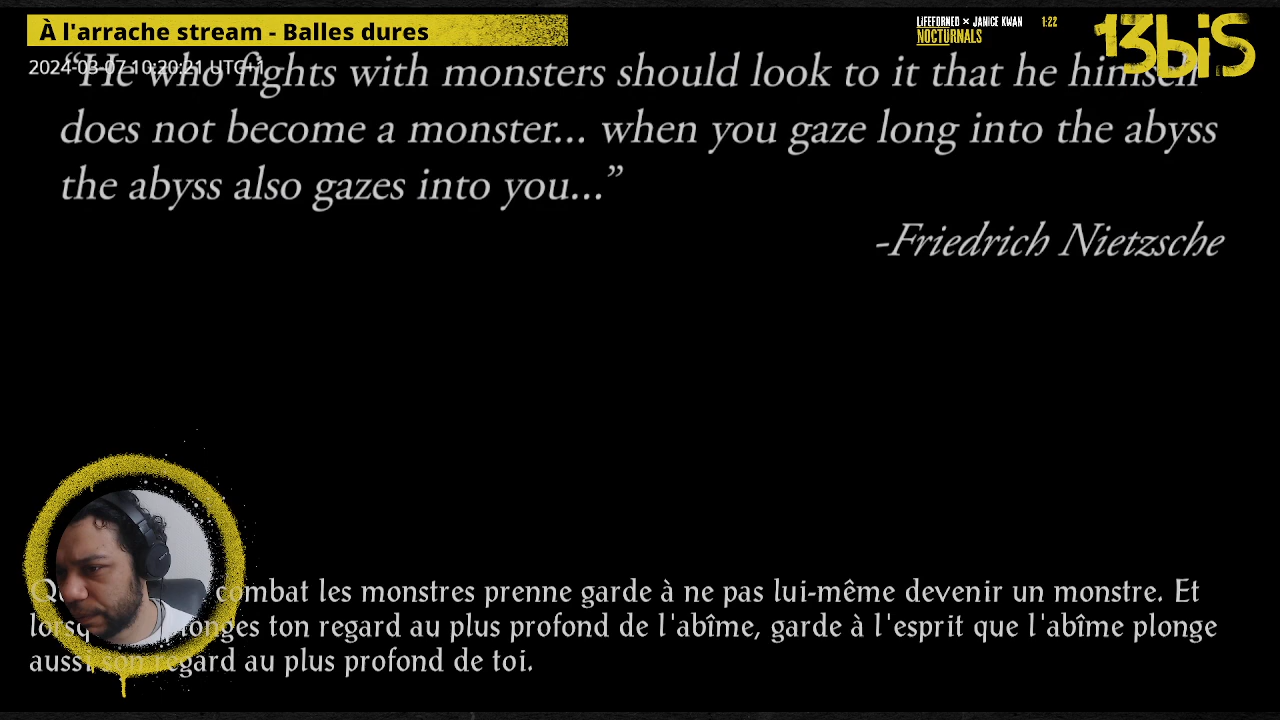 À l'arrache stream - Balles dures
LIFEFORMED × JANICE KWAN 1:22
NOCTURNALS
13biS
2024-03-07 10:20:21 UTC+1
“He who fights with monsters should look to it that he himself
does not become a monster... when you gaze long into the abyss
the abyss also gazes into you...”
-Friedrich Nietzsche
combat les monstres prenne garde à ne pas lui-même devenir un monstre. Et
ton regard au plus profond de l'abîme, garde à l'esprit que l'abîme plonge
aussi son regard au plus profond de toi.